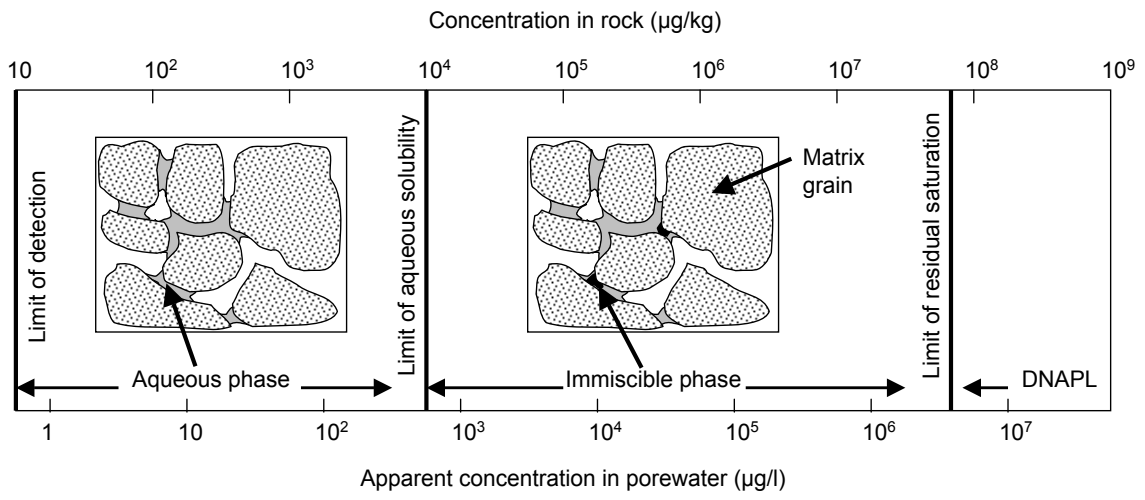 Concentration in rock (µg/kg)
10 10² 10³ 10⁴ 10⁵ 10⁶ 10⁷ 10⁸ 10⁹
Limit of detection
Limit of aqueous solubility
Matrix
grain
Limit of residual saturation
Aqueous phase
Immiscible phase
DNAPL
1 10 10² 10³ 10⁴ 10⁵ 10⁶ 10⁷
Apparent concentration in porewater (µg/l)